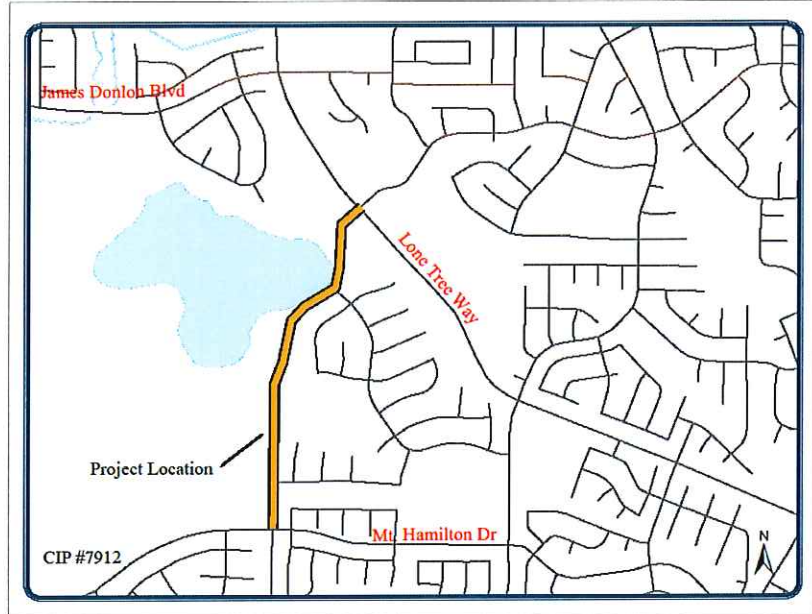 James Donlon Blvd
Lone Tree Way
Project Location
Mt. Hamilton Dr
CIP #7912
N